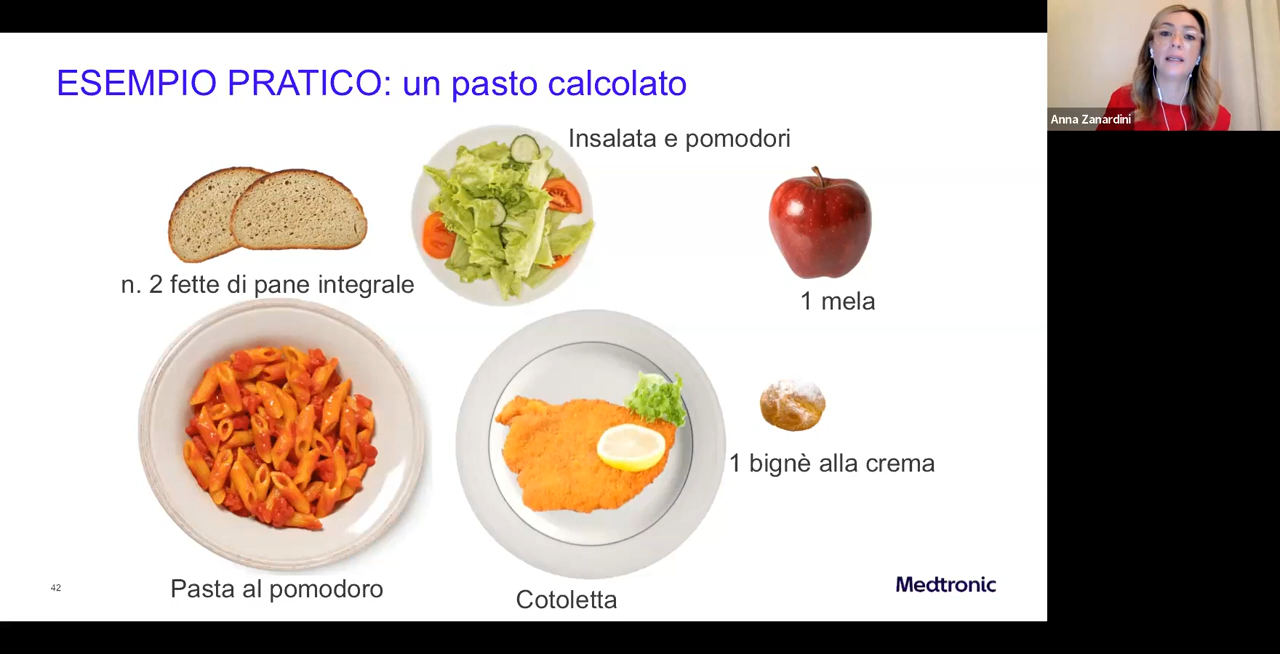 ESEMPIO PRATICO: un pasto calcolato
Insalata e pomodori
n. 2 fette di pane integrale
1 mela
1 bignè alla crema
Pasta al pomodoro
Cotoletta
42
Medtronic
Anna Zanardini